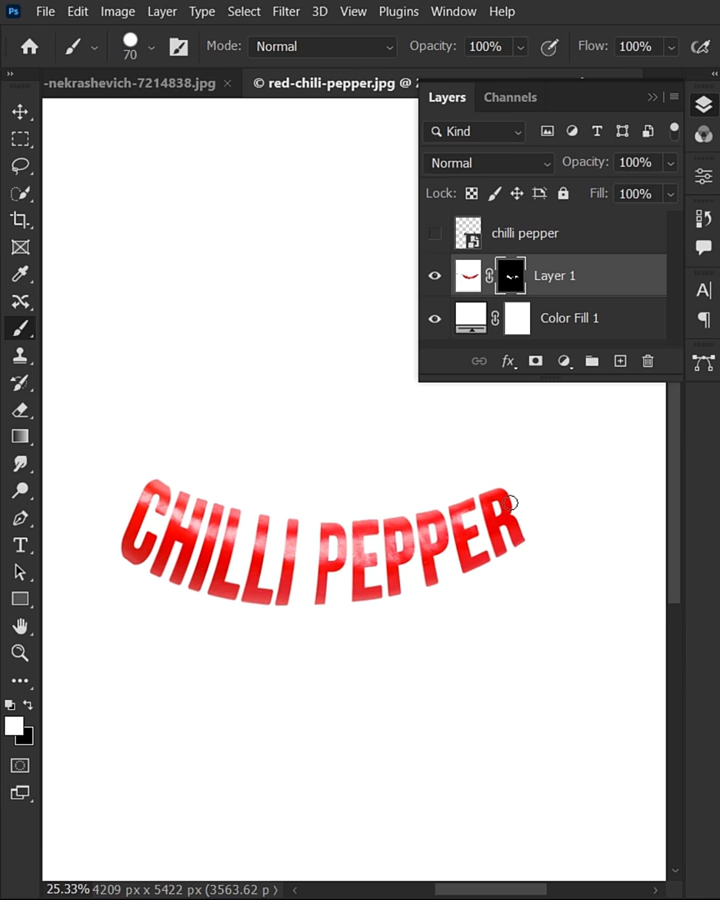 Ps File Edit Image Layer Type Select Filter 3D View Plugins Window Help
70 Mode: Normal Opacity: 100% Flow: 100%
-nekrashevich-7214838.jpg × © red-chili-pepper.jpg @
Layers Channels
Kind
Normal Opacity: 100%
Lock: Fill: 100%
chilli pepper
Layer 1
Color Fill 1
fx
CHILLI PEPPER
25.33% 4209 px x 5422 px (3563.62 p